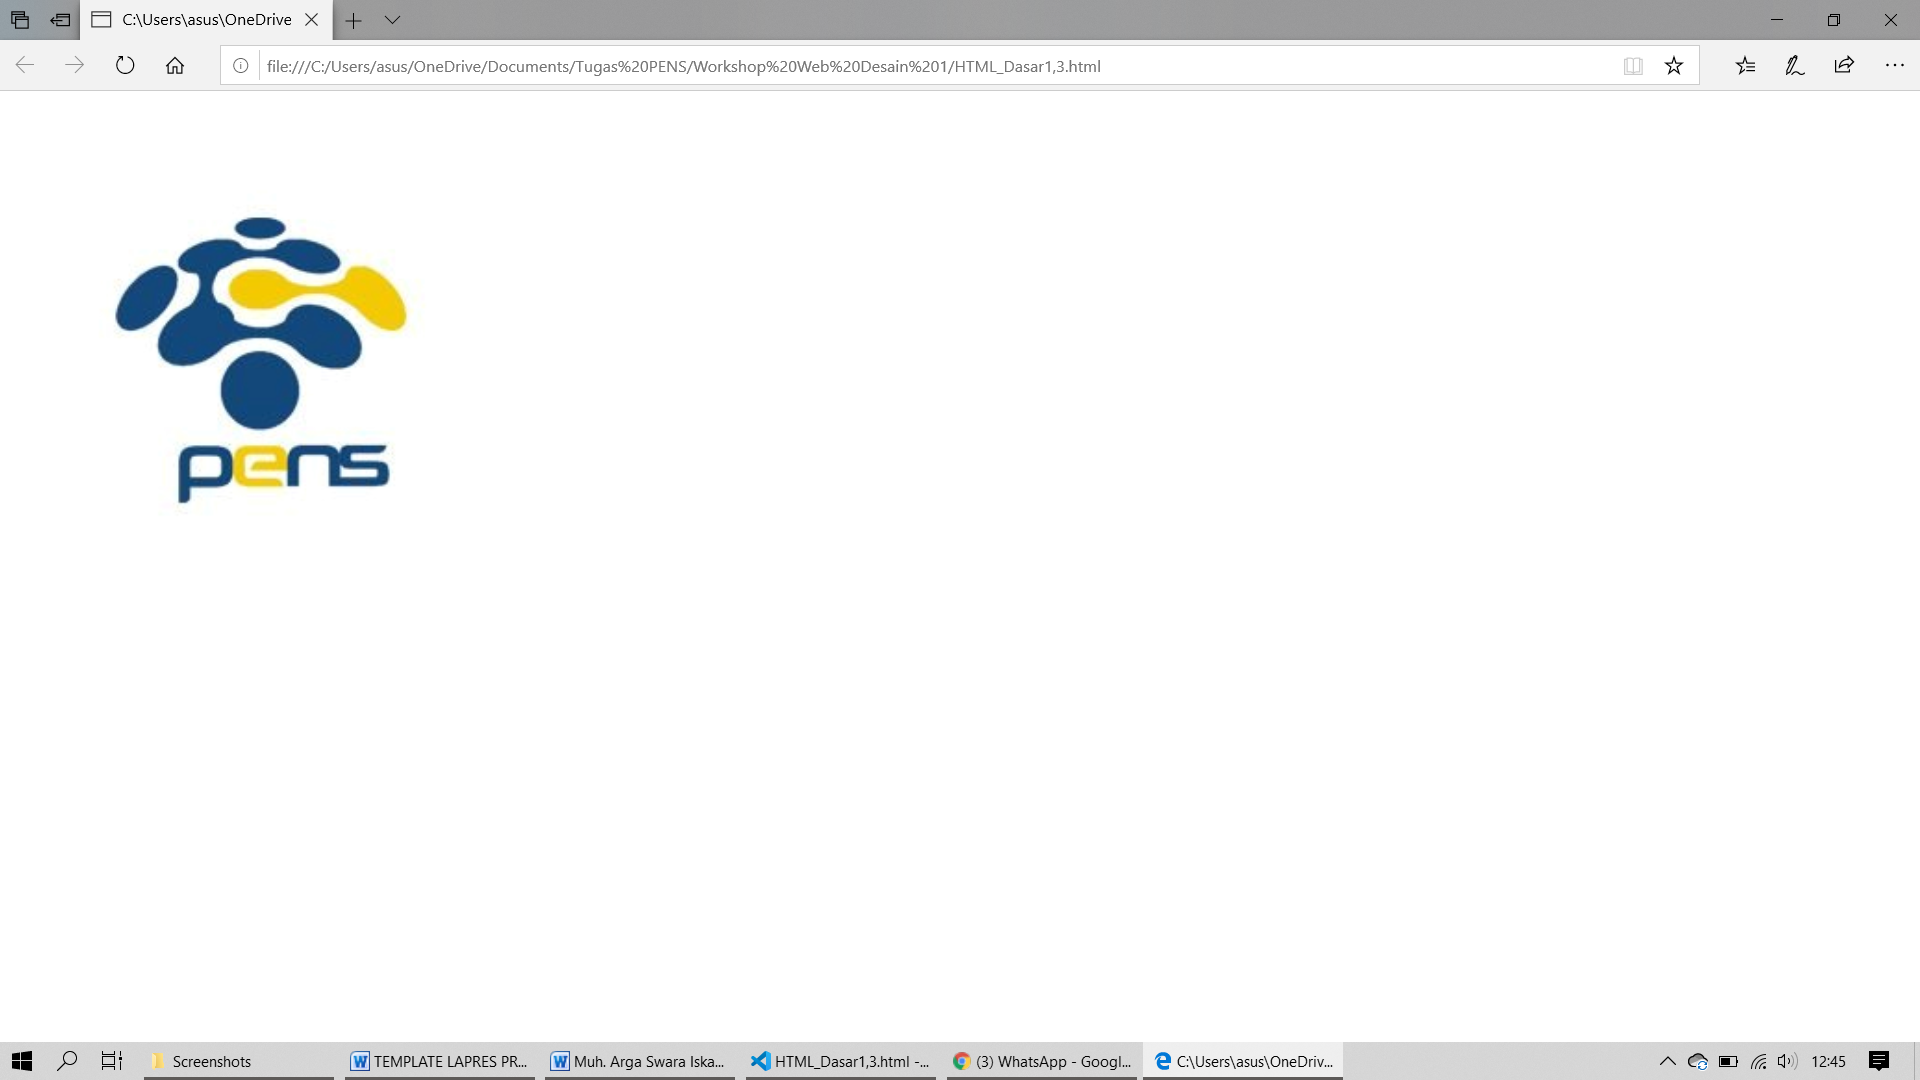 C:\Users\asus\OneDrive
file:///C:/Users/asus/OneDrive/Documents/Tugas%20PENS/Workshop%20Web%20Desain%201/HTML_Dasar1,3.html
pens
Screenshots
TEMPLATE LAPRES PR...
Muh. Arga Swara Iska...
HTML_Dasar1,3.html -...
(3) WhatsApp - Googl...
C:\Users\asus\OneDriv...
12:45